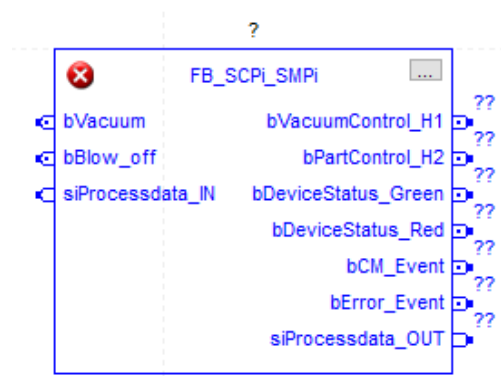 ?
FB_SCPi_SMPi ...
bVacuum bVacuumControl_H1 ??
bBlow_off bPartControl_H2 ??
siProcessdata_IN bDeviceStatus_Green ??
bDeviceStatus_Red ??
bCM_Event ??
bError_Event ??
siProcessdata_OUT ??